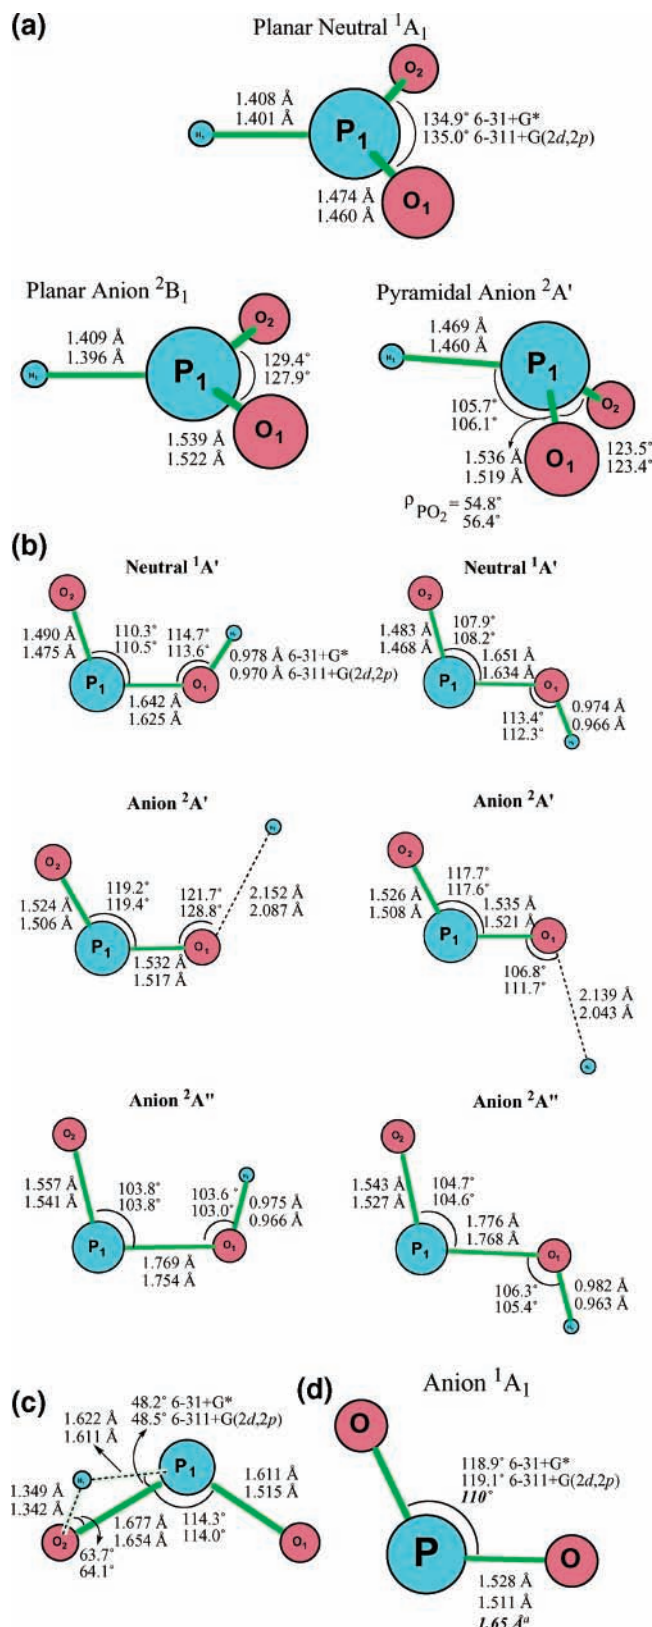 (a)
Planar Neutral ¹A₁
O₂
1.408 Å
1.401 Å
H₁
P₁
134.9° 6-31+G*
135.0° 6-311+G(2d,2p)
1.474 Å
1.460 Å
O₁
Planar Anion ²B₁
O₂
1.409 Å
1.396 Å
H₁
P₁
129.4°
127.9°
1.539 Å
1.522 Å
O₁
Pyramidal Anion ²A'
1.469 Å
1.460 Å
H₁
P₁
O₂
105.7°
106.1°
1.536 Å
1.519 Å
O₁
123.5°
123.4°
ρPO₂ = 54.8°
56.4°
(b)
Neutral ¹A'
O₂
1.490 Å
1.475 Å
110.3°
110.5°
114.7°
113.6°
0.978 Å 6-31+G*
0.970 Å 6-311+G(2d,2p)
P₁
O₁
1.642 Å
1.625 Å
Neutral ¹A'
O₂
1.483 Å
1.468 Å
107.9°
108.2°
1.651 Å
1.634 Å
P₁
O₁
113.4°
112.3°
0.974 Å
0.966 Å
Anion ²A'
O₂
1.524 Å
1.506 Å
119.2°
119.4°
121.7°
128.8°
2.152 Å
2.087 Å
P₁
O₁
1.532 Å
1.517 Å
Anion ²A'
O₂
1.526 Å
1.508 Å
117.7°
117.6°
1.535 Å
1.521 Å
P₁
O₁
106.8°
111.7°
2.139 Å
2.043 Å
Anion ²A"
O₂
1.557 Å
1.541 Å
103.8°
103.8°
103.6 °
103.0°
0.975 Å
0.966 Å
P₁
O₁
1.769 Å
1.754 Å
Anion ²A"
O₂
1.543 Å
1.527 Å
104.7°
104.6°
1.776 Å
1.768 Å
P₁
O₁
106.3°
105.4°
0.982 Å
0.963 Å
(c)
48.2° 6-31+G*
48.5° 6-311+G(2d,2p)
1.622 Å
1.611 Å
P₁
1.349 Å
1.342 Å
1.611 Å
1.515 Å
1.677 Å
1.654 Å
114.3°
114.0°
O₂
O₁
63.7°
64.1°
(d)
Anion ¹A₁
O
118.9° 6-31+G*
119.1° 6-311+G(2d,2p)
110°
P
O
1.528 Å
1.511 Å
1.65 Åᵃ